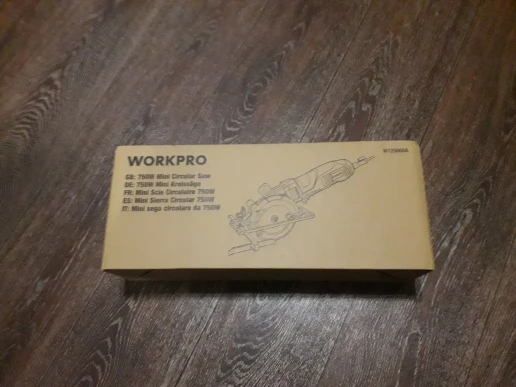 WORKPRO
GB: 750W Mini Circular Saw
DE: 750W Mini Kreissäge
FR: Mini Scie Circulaire 750W
ES: Mini Sierra Circular 750W
IT: Mini sega circolare da 750W